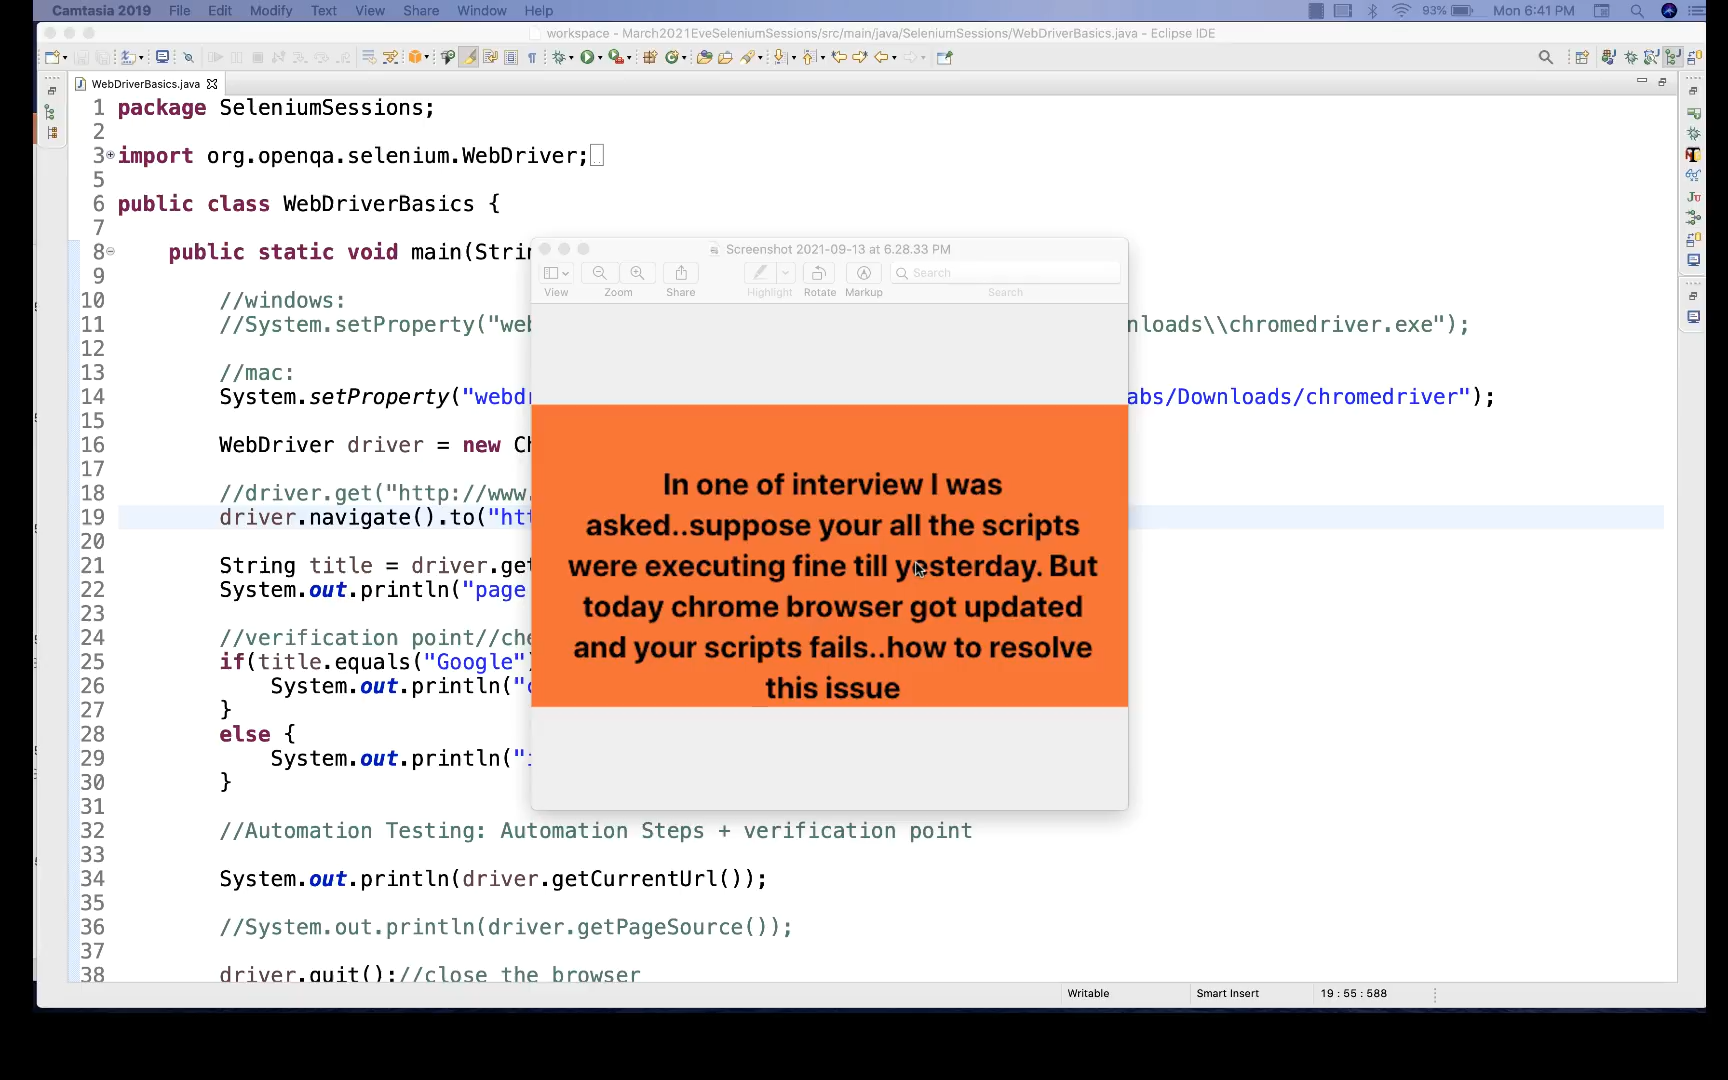 Camtasia 2019 File Edit Modify Text View Share Window Help 93% Mon 6:41 PM
workspace - March2021EveSeleniumSessions/src/main/java/SeleniumSessions/WebDriverBasics.java - Eclipse IDE
WebDriverBasics.java
1 package SeleniumSessions;
2
3 import org.openqa.selenium.WebDriver;
5
6 public class WebDriverBasics {
7
8 public static void main(Strin
9
10 //windows:
11 //System.setProperty("web nloads\\chromedriver.exe");
12
13 //mac:
14 System.setProperty("webdr abs/Downloads/chromedriver");
15
16 WebDriver driver = new Ch
17
18 //driver.get("http://www.
19 driver.navigate().to("htt
20
21 String title = driver.get
22 System.out.println("page
23
24 //verification point//che
25 if(title.equals("Google")
26 System.out.println("c
27 }
28 else {
29 System.out.println("i
30 }
31
32 //Automation Testing: Automation Steps + verification point
33
34 System.out.println(driver.getCurrentUrl());
35
36 //System.out.println(driver.getPageSource());
37
38 driver.quit();//close the browser
Screenshot 2021-09-13 at 6.28.33 PM
Search
View Zoom Share Highlight Rotate Markup Search
In one of interview I was
asked..suppose your all the scripts
were executing fine till yesterday. But
today chrome browser got updated
and your scripts fails..how to resolve
this issue
Writable Smart Insert 19 : 55 : 588